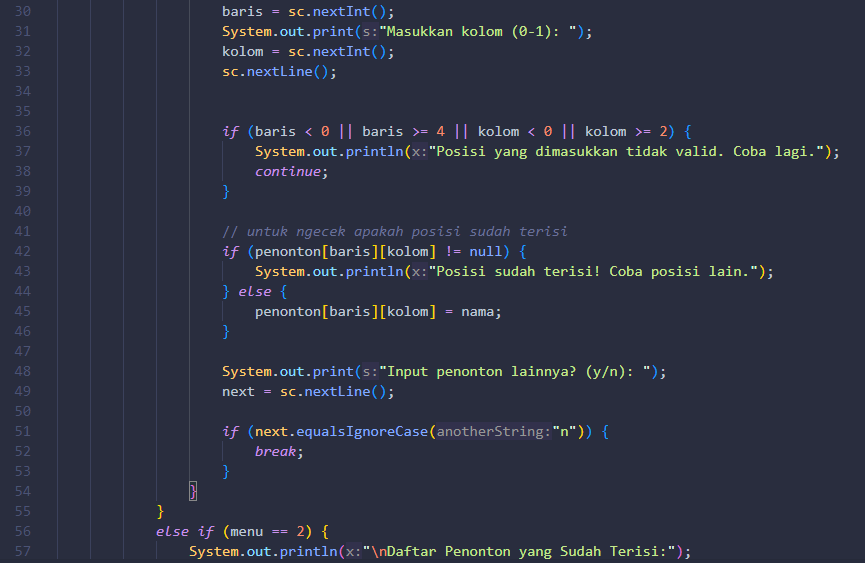 30 baris = sc.nextInt();
31 System.out.print(s:"Masukkan kolom (0-1): ");
32 kolom = sc.nextInt();
33 sc.nextLine();
34
35
36 if (baris < 0 || baris >= 4 || kolom < 0 || kolom >= 2) {
37 System.out.println(x:"Posisi yang dimasukkan tidak valid. Coba lagi.");
38 continue;
39 }
40
41 // untuk ngecek apakah posisi sudah terisi
42 if (penonton[baris][kolom] != null) {
43 System.out.println(x:"Posisi sudah terisi! Coba posisi lain.");
44 } else {
45 penonton[baris][kolom] = nama;
46 }
47
48 System.out.print(s:"Input penonton lainnya? (y/n): ");
49 next = sc.nextLine();
50
51 if (next.equalsIgnoreCase(anotherString:"n")) {
52 break;
53 }
54 }
55 }
56 else if (menu == 2) {
57 System.out.println(x:"\nDaftar Penonton yang Sudah Terisi:");